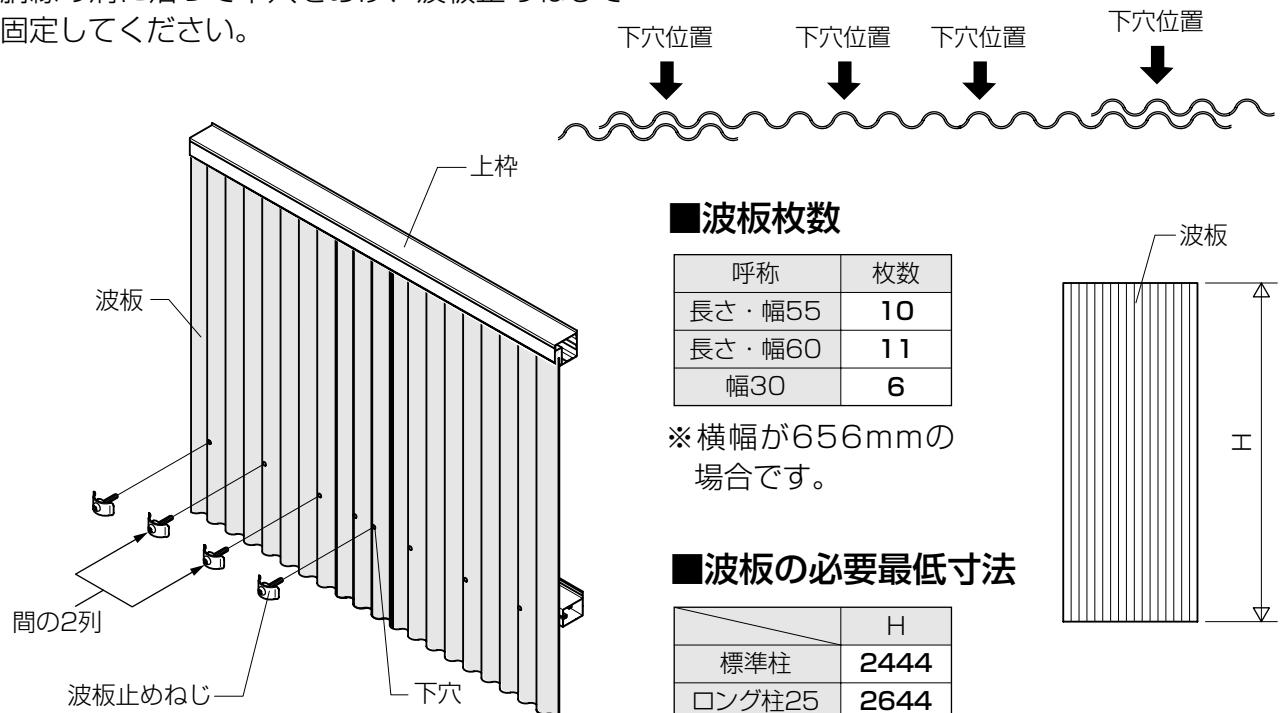 固定してください。
下穴位置
下穴位置
下穴位置
下穴位置
上枠
波板
間の2列
波板止めねじ
下穴
■波板枚数
呼称 枚数
長さ・幅55 10
長さ・幅60 11
幅30 6
※横幅が656mmの
場合です。
波板
H
■波板の必要最低寸法
H
標準柱 2444
ロング柱25 2644